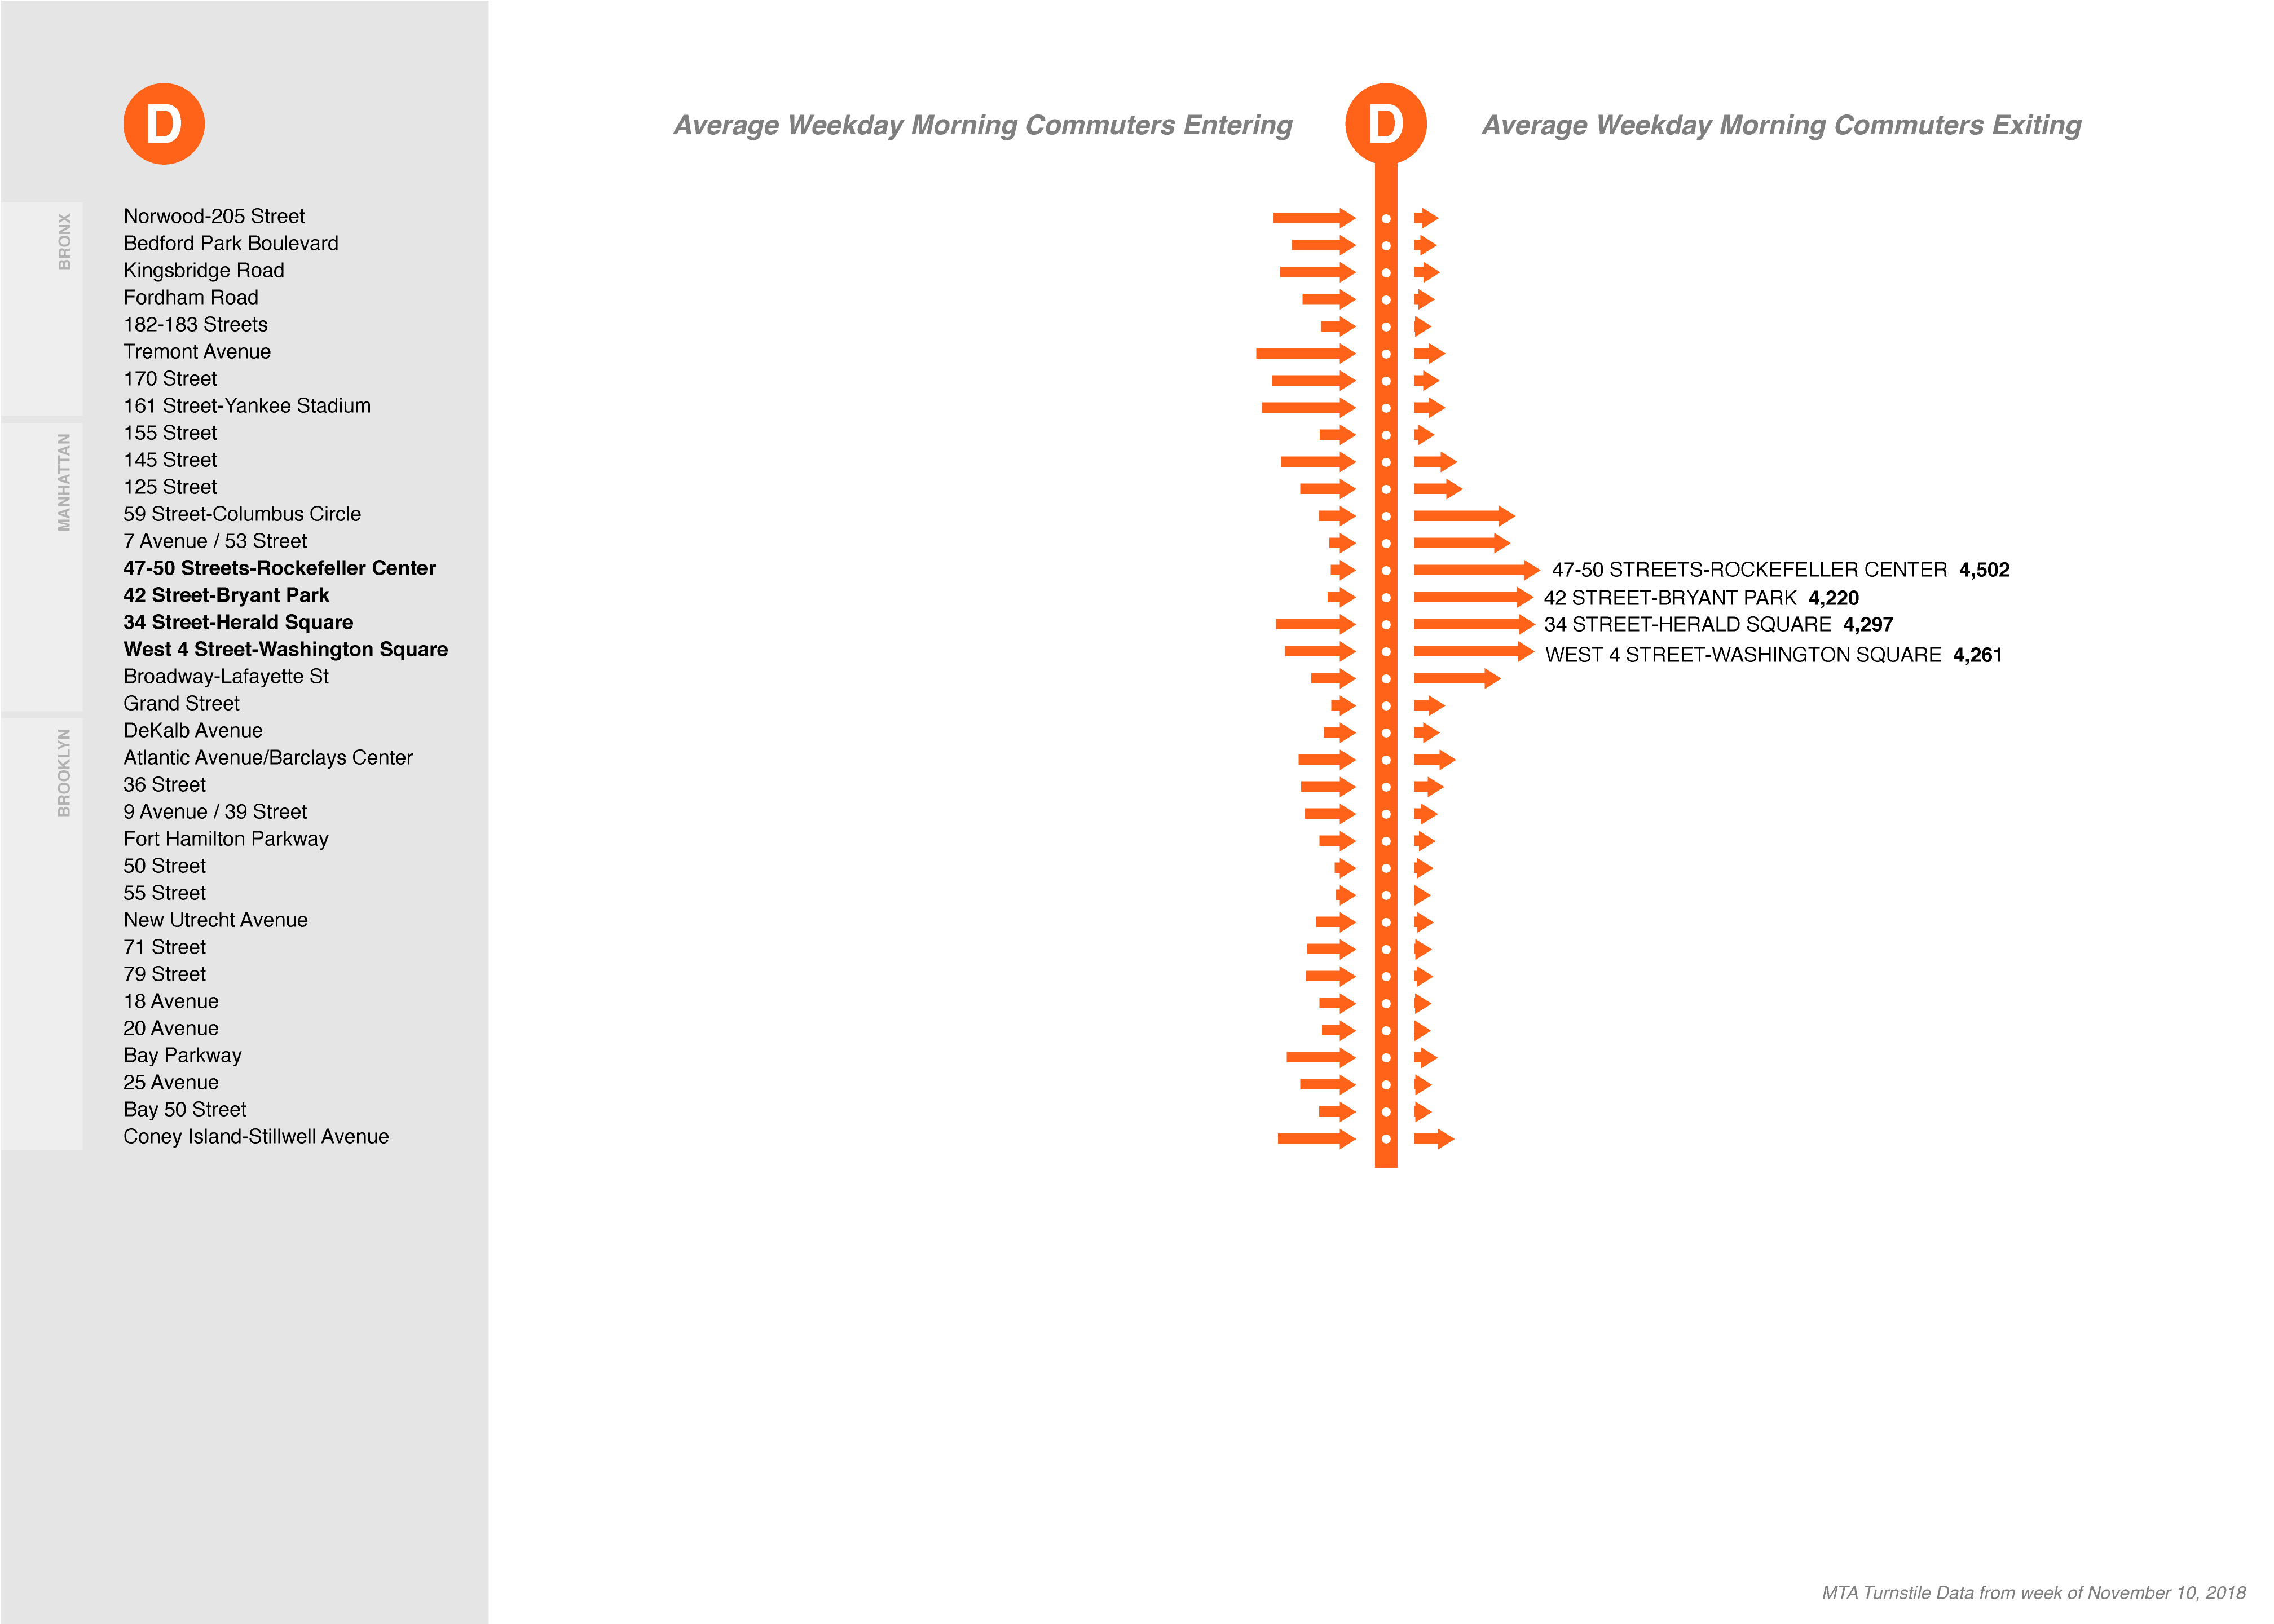 D
D
Average Weekday Morning Commuters Entering
Average Weekday Morning Commuters Exiting
BRONX
Norwood-205 Street
Bedford Park Boulevard
Kingsbridge Road
Fordham Road
182-183 Streets
Tremont Avenue
170 Street
161 Street-Yankee Stadium
MANHATTAN
155 Street
145 Street
125 Street
59 Street-Columbus Circle
7 Avenue / 53 Street
47-50 Streets-Rockefeller Center
42 Street-Bryant Park
34 Street-Herald Square
West 4 Street-Washington Square
Broadway-Lafayette St
Grand Street
BROOKLYN
DeKalb Avenue
Atlantic Avenue/Barclays Center
36 Street
9 Avenue / 39 Street
Fort Hamilton Parkway
50 Street
55 Street
New Utrecht Avenue
71 Street
79 Street
18 Avenue
20 Avenue
Bay Parkway
25 Avenue
Bay 50 Street
Coney Island-Stillwell Avenue
47-50 STREETS-ROCKEFELLER CENTER 4,502
42 STREET-BRYANT PARK 4,220
34 STREET-HERALD SQUARE 4,297
WEST 4 STREET-WASHINGTON SQUARE 4,261
MTA Turnstile Data from week of November 10, 2018